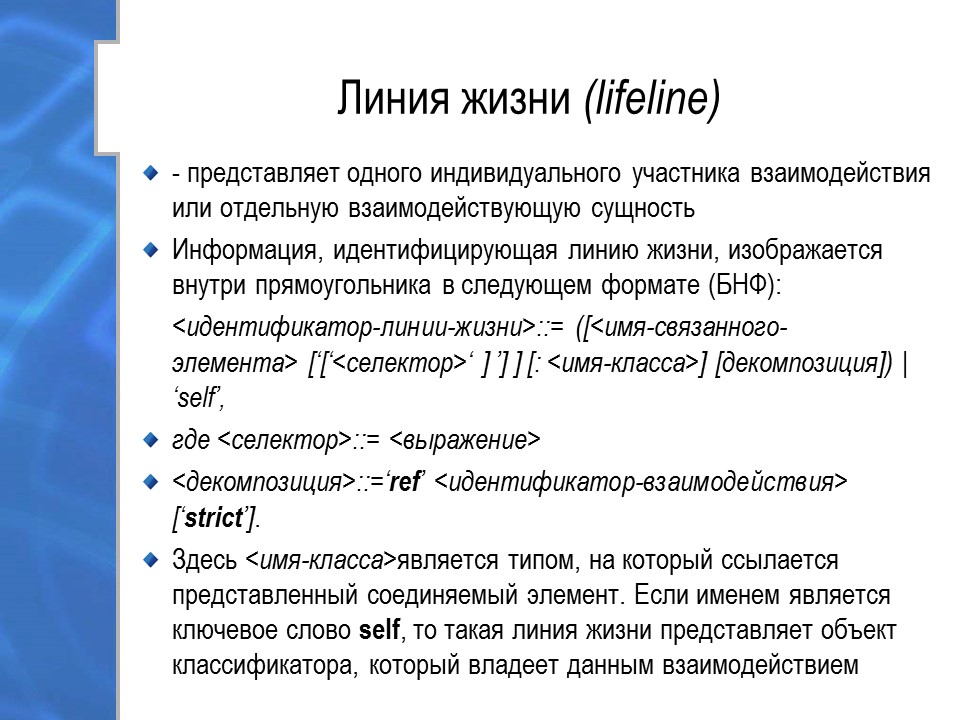 Линия жизни (lifeline)
- представляет одного индивидуального участника взаимодействия
или отдельную взаимодействующую сущность
Информация, идентифицирующая линию жизни, изображается
внутри прямоугольника в следующем формате (БНФ):
<идентификатор-линии-жизни>::= ([<имя-связанного-
элемента> [‘[‘<селектор>‘ ] ’] ] [: <имя-класса>] [декомпозиция]) |
‘self’,
где <селектор>::= <выражение>
<декомпозиция>::=‘ref’ <идентификатор-взаимодействия>
[‘strict’].
Здесь <имя-класса>является типом, на который ссылается
представленный соединяемый элемент. Если именем является
ключевое слово self, то такая линия жизни представляет объект
классификатора, который владеет данным взаимодействием